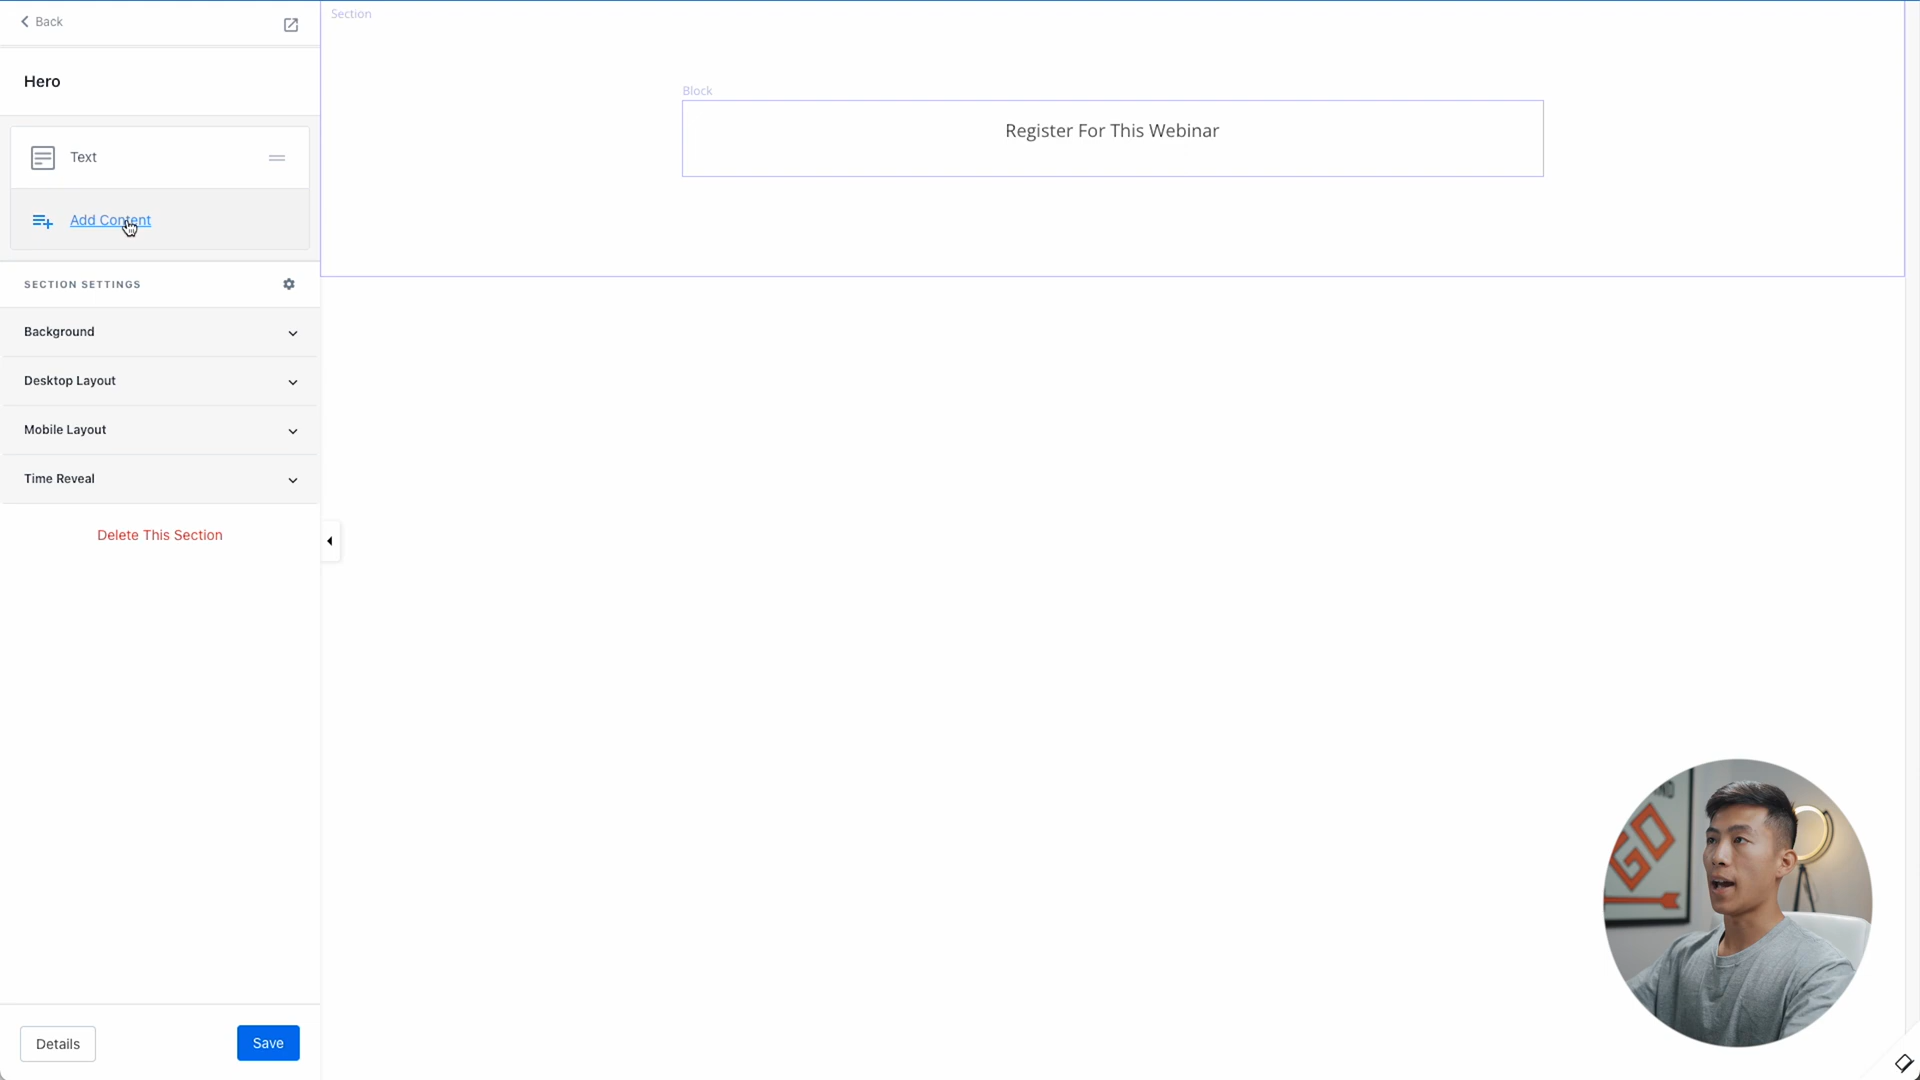 Back
Hero
Text
Add Content
SECTION SETTINGS
Background
Desktop Layout
Mobile Layout
Time Reveal
Delete This Section
Details
Save
Section
Block
Register For This Webinar
GO